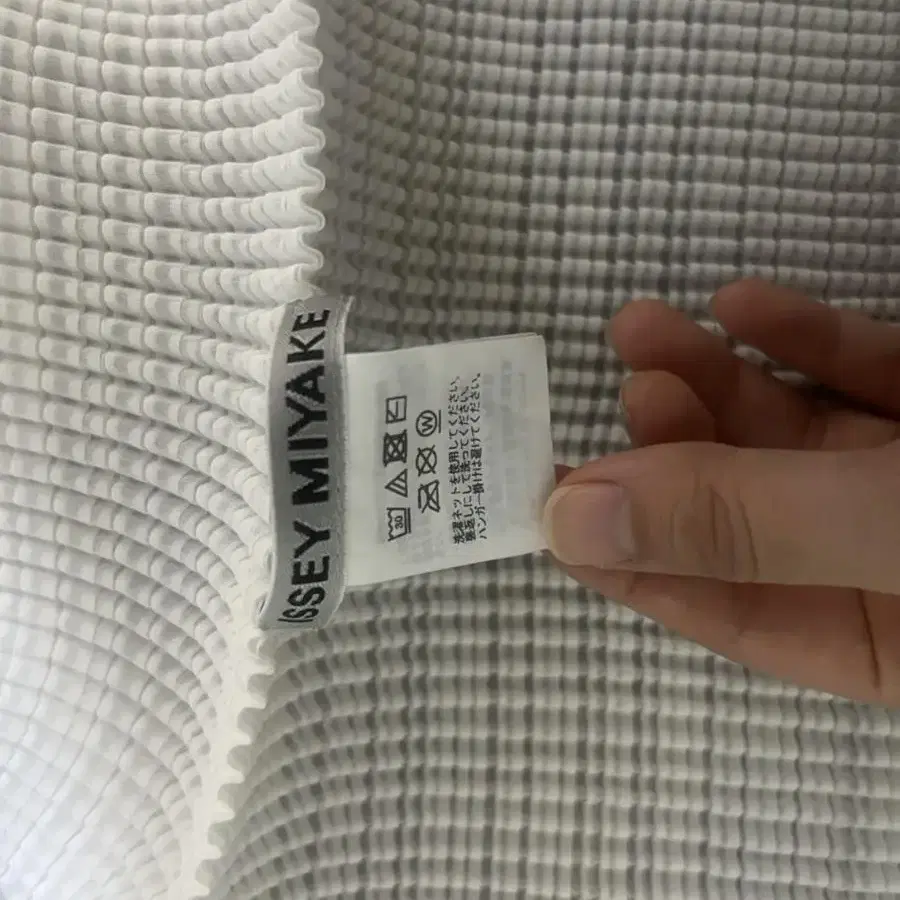 ISSEY MIYAKE
30
W
洗濯ネットを使用してください。
裏返しにして洗ってください。
ハンガー掛けは避けてください。